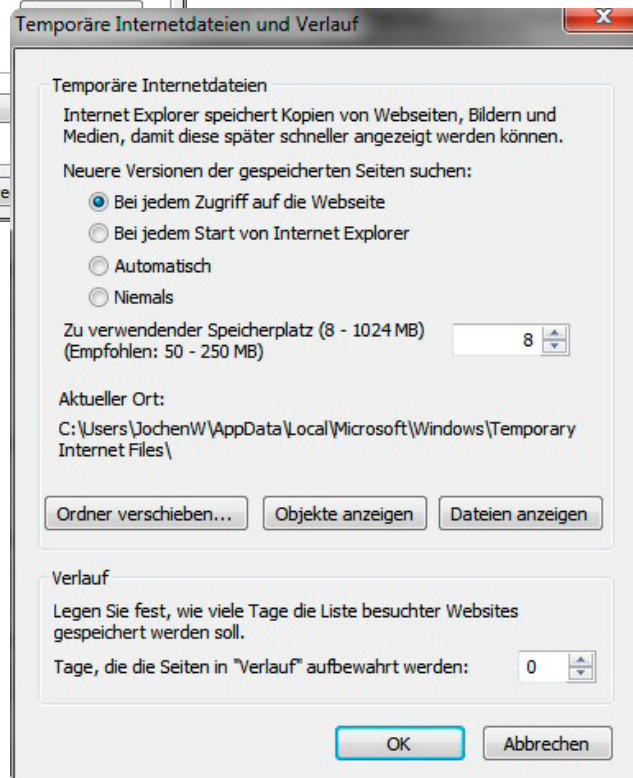 Temporäre Internetdateien und Verlauf
Temporäre Internetdateien
Internet Explorer speichert Kopien von Webseiten, Bildern und
Medien, damit diese später schneller angezeigt werden können.
Neuere Versionen der gespeicherten Seiten suchen:
Bei jedem Zugriff auf die Webseite
Bei jedem Start von Internet Explorer
Automatisch
Niemals
Zu verwendender Speicherplatz (8 - 1024 MB)
(Empfohlen: 50 - 250 MB)
8
Aktueller Ort:
C:\Users\JochenW\AppData\Local\Microsoft\Windows\Temporary
Internet Files\
Ordner verschieben... Objekte anzeigen Dateien anzeigen
Verlauf
Legen Sie fest, wie viele Tage die Liste besuchter Websites
gespeichert werden soll.
Tage, die die Seiten in "Verlauf" aufbewahrt werden: 0
OK Abbrechen